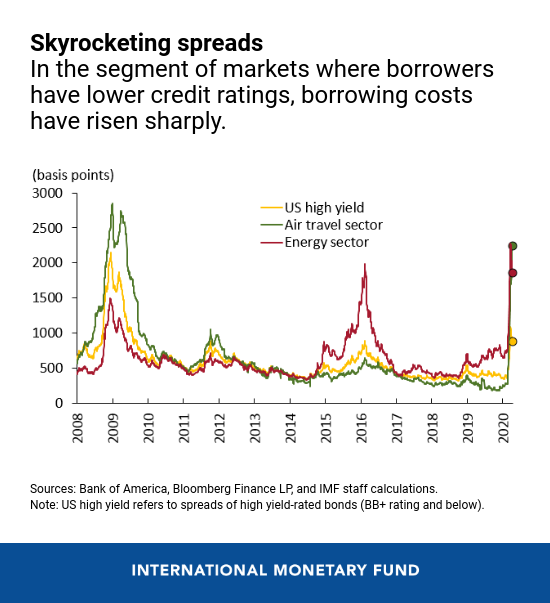 Skyrocketing spreads
In the segment of markets where borrowers
have lower credit ratings, borrowing costs
have risen sharply.
(basis points)
3000
2500
2000
1500
1000
500
0
US high yield
Air travel sector
Energy sector
2008
2009
2010
2011
2012
2013
2014
2015
2016
2017
2018
2019
2020
Sources: Bank of America, Bloomberg Finance LP, and IMF staff calculations.
Note: US high yield refers to spreads of high yield-rated bonds (BB+ rating and below).
INTERNATIONAL MONETARY FUND